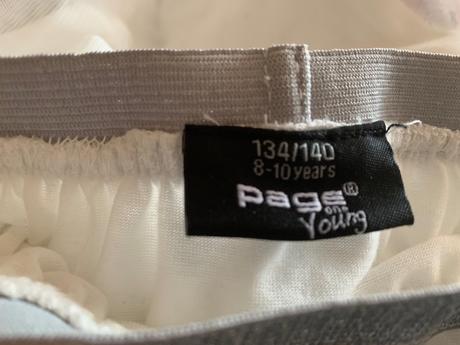 134/140
8-10 years
page®
one
Young